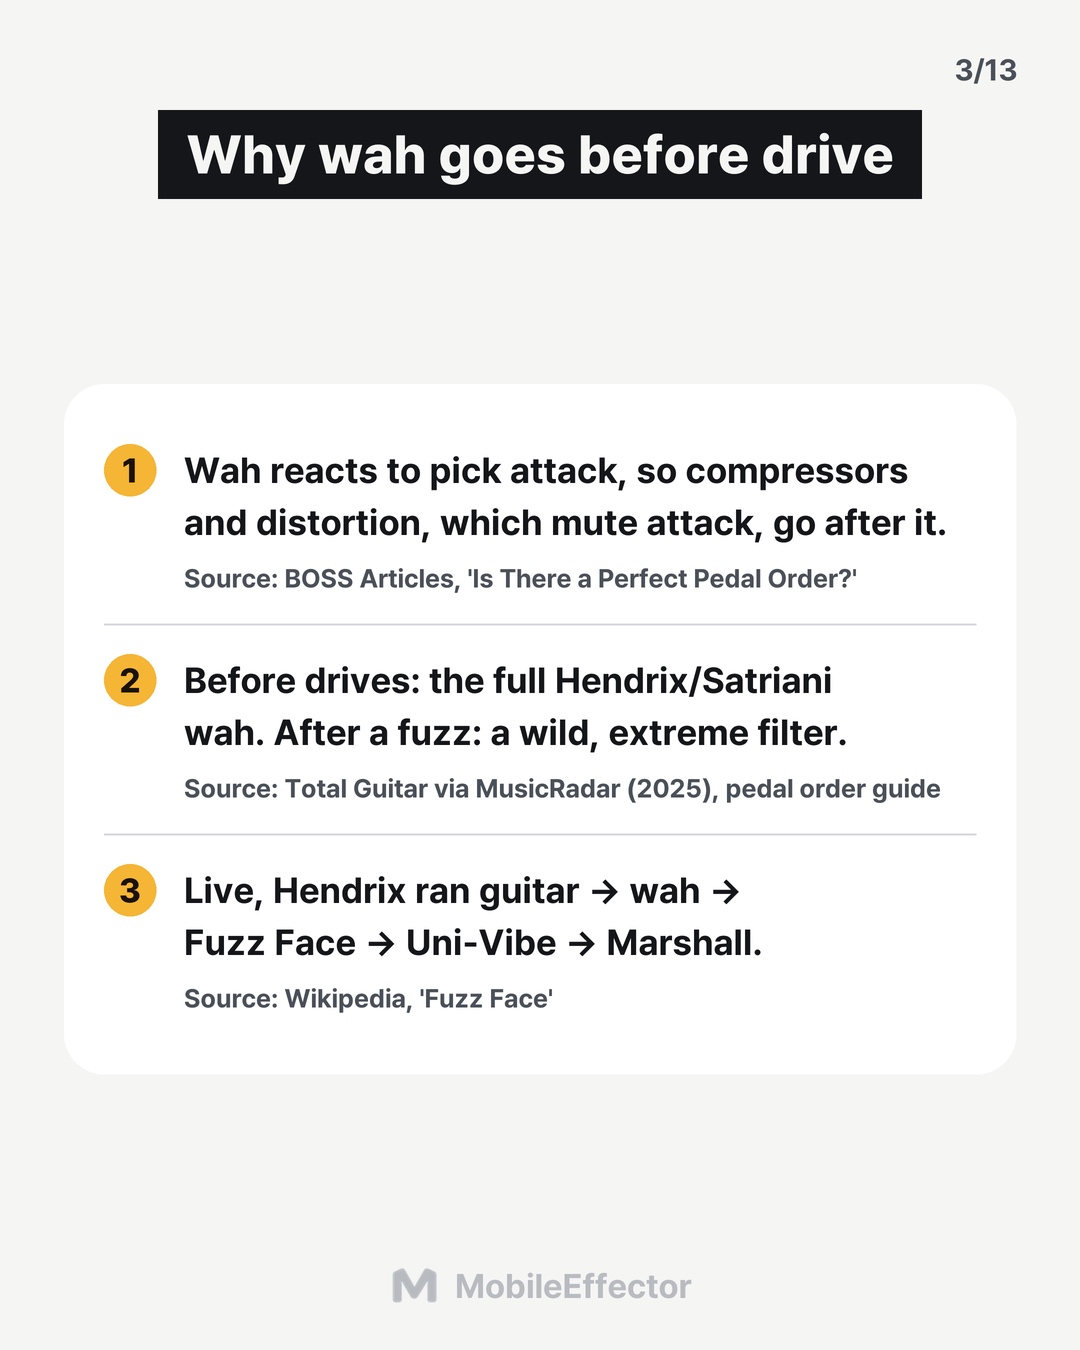 3/13
Why wah goes before drive
1
Wah reacts to pick attack, so compressors
and distortion, which mute attack, go after it.
Source: BOSS Articles, 'Is There a Perfect Pedal Order?'
2
Before drives: the full Hendrix/Satriani
wah. After a fuzz: a wild, extreme filter.
Source: Total Guitar via MusicRadar (2025), pedal order guide
3
Live, Hendrix ran guitar → wah →
Fuzz Face → Uni-Vibe → Marshall.
Source: Wikipedia, 'Fuzz Face'
MobileEffector